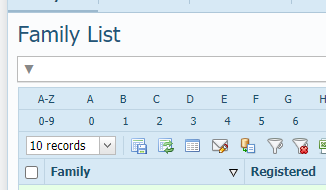 Family List
A-Z A B C D E F G H
0-9 0 1 2 3 4 5 6
10 records
Family Registered